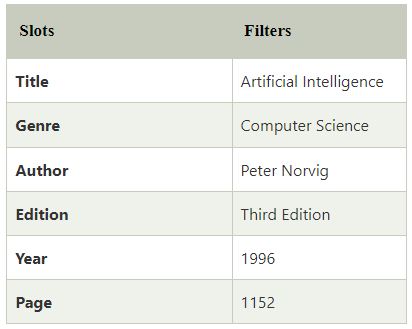 Slots Filters
Title Artificial Intelligence
Genre Computer Science
Author Peter Norvig
Edition Third Edition
Year 1996
Page 1152